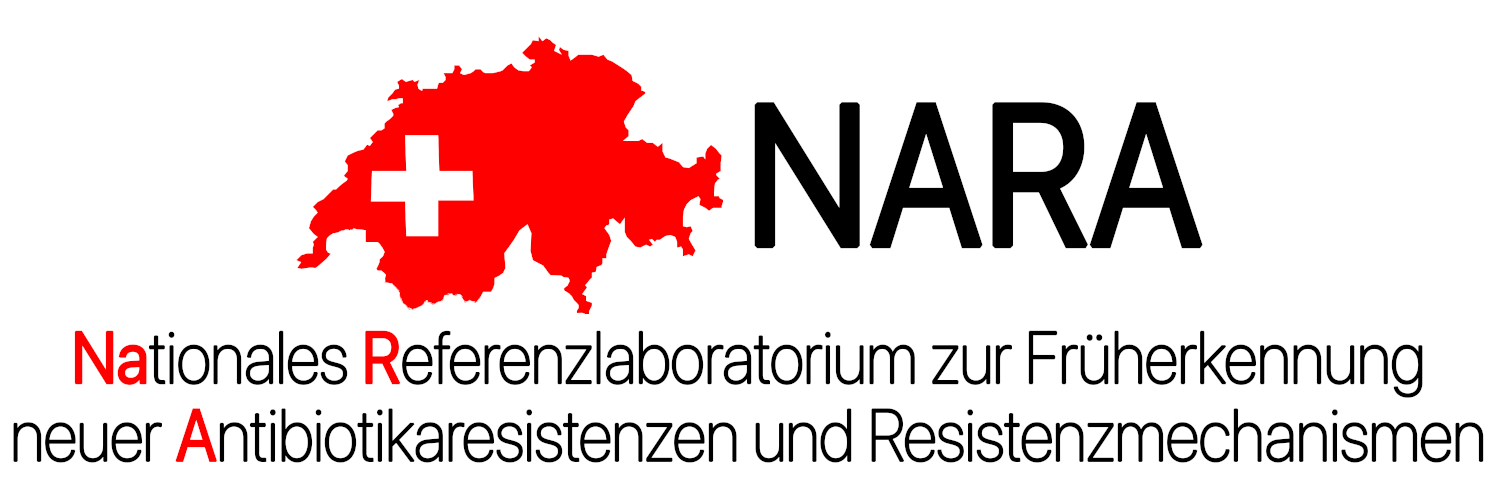 NARA
Nationales Referenzlaboratorium zur Früherkennung
neuer Antibiotikaresistenzen und Resistenzmechanismen